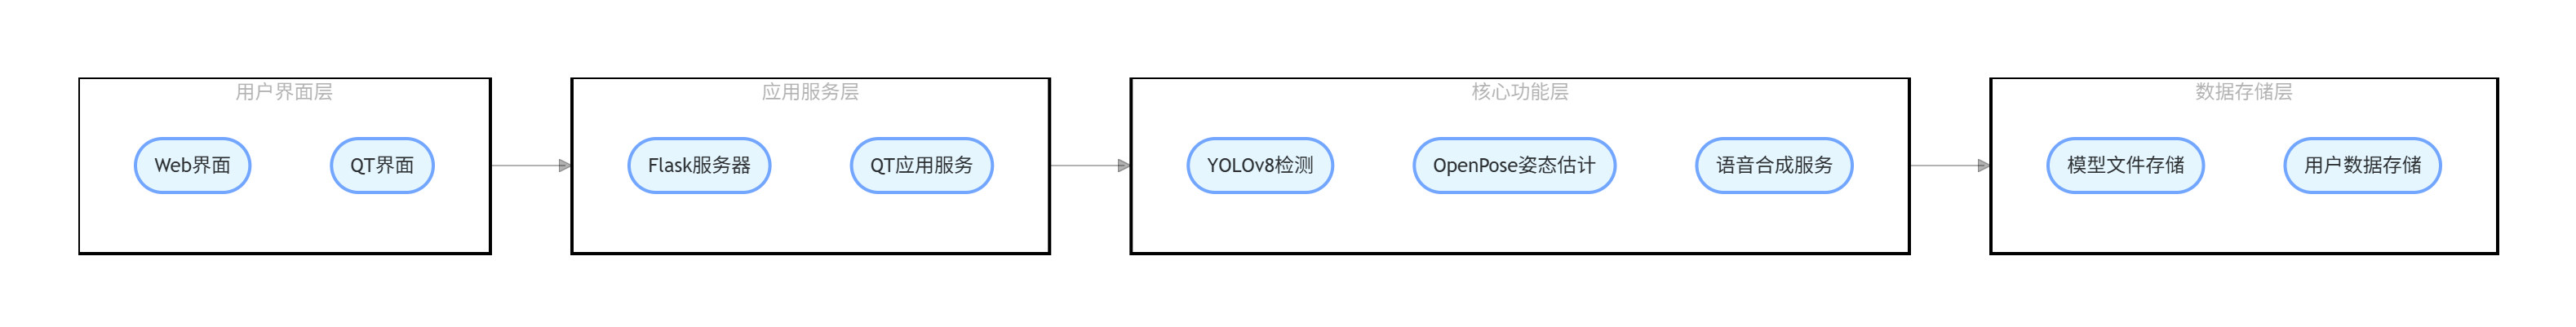 用户界面层
Web界面
QT界面
应用服务层
Flask服务器
QT应用服务
核心功能层
YOLOv8检测
OpenPose姿态估计
语音合成服务
数据存储层
模型文件存储
用户数据存储